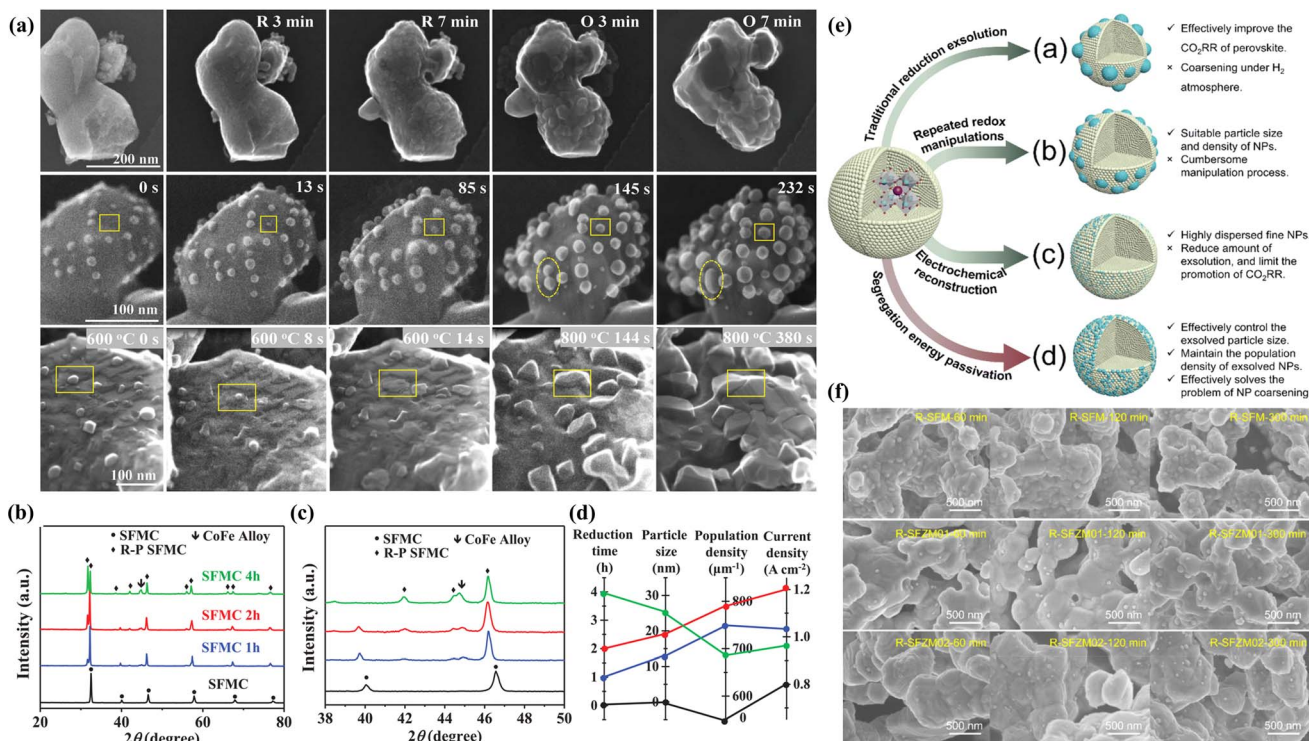 (a)
R 3 min
R 7 min
O 3 min
O 7 min
200 nm
0 s
13 s
85 s
145 s
232 s
100 nm
600 °C 0 s
600 °C 8 s
600 °C 14 s
800 °C 144 s
800 °C 380 s
100 nm
(b)
SFMC
CoFe Alloy
R-P SFMC
SFMC 4h
SFMC 2h
SFMC 1h
SFMC
Intensity (a.u.)
20 40 60 80
2θ(degree)
(c)
SFMC
CoFe Alloy
R-P SFMC
Intensity (a.u.)
38 40 42 44 46 48 50
2θ(degree)
(d)
Reduction time (h)
Particle size (nm)
Population density (μm⁻¹)
Current density (A cm⁻²)
4
3
2
1
0
30
20
10
0
800
700
600
0
1.2
1.0
0.8
(e)
Traditional reduction exsolution
Repeated redox manipulations
Electrochemical reconstruction
Segregation energy passivation
(a)
✓ Effectively improve the
CO₂RR of perovskite.
× Coarsening under H₂
atmosphere.
(b)
✓ Suitable particle size
and density of NPs.
× Cumbersome
manipulation process.
(c)
✓ Highly dispersed fine NPs
× Reduce amount of
exsolution, and limit the
promotion of CO₂RR.
(d)
✓ Effectively control the
exsolved particle size.
✓ Maintain the population
density of exsolved NPs.
✓ Effectively solves the
problem of NP coarsening
(f)
R-SFM-60 min
R-SFM-120 min
R-SFM-300 min
500 nm
500 nm
500 nm
R-SFZM01-60 min
R-SFZM01-120 min
R-SFZM01-300 min
500 nm
500 nm
500 nm
R-SFZM02-60 min
R-SFZM02-120 min
R-SFZM02-300 min
500 nm
500 nm
500 nm